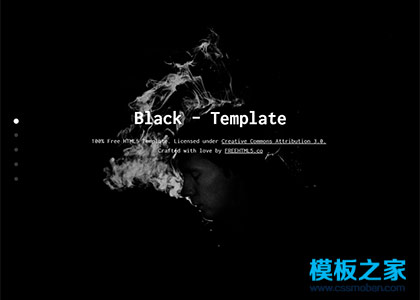 Black - Template
100% Free HTML5 Template. Licensed under Creative Commons Attribution 3.0.
Crafted with love by FREEHTML5.co
模板之家
www.cssmoban.com